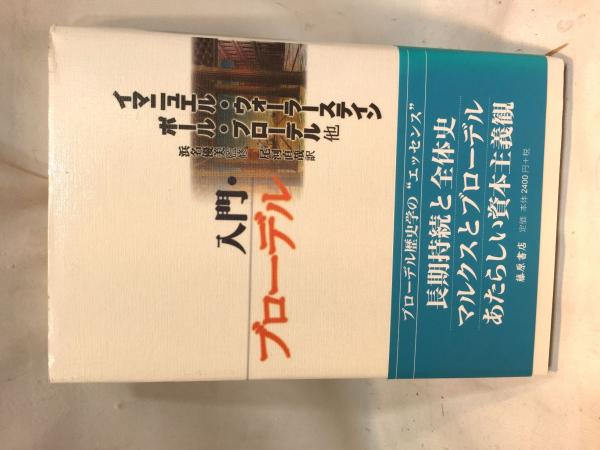 イマニュエル・ウォーラーステイン
ポール・ブローデル 他
浜名優美監修 尾河直哉訳
入門・
ブローデル
ブローデル歴史学の“エッセンス”
長期持続と全体史
マルクスとブローデル
あたらしい資本主義観
藤原書店 定価 本体2400円+税